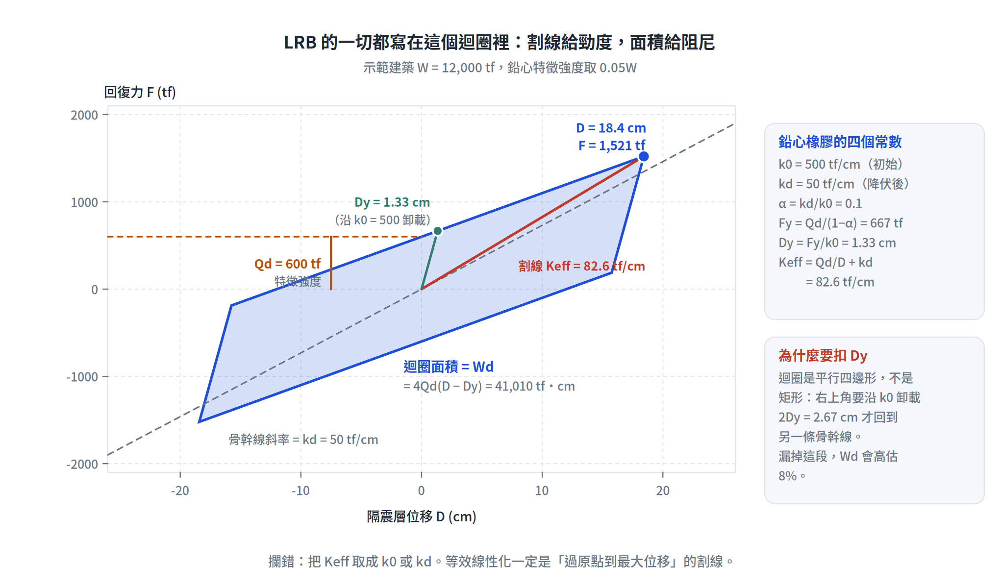 LRB 的一切都寫在這個迴圈裡：割線給勁度，面積給阻尼
示範建築 W = 12,000 tf，鉛心特徵強度取 0.05W
回復力 F (tf)
2000
1000
0
-1000
-2000
-20
-10
0
10
20
隔震層位移 D (cm)
D = 18.4 cm
F = 1,521 tf
Dy = 1.33 cm
（沿 k0 = 500 卸載）
Qd = 600 tf
特徵強度
割線 Keff = 82.6 tf/cm
迴圈面積 = Wd
= 4Qd(D − Dy) = 41,010 tf・cm
骨幹線斜率 = kd = 50 tf/cm
鉛心橡膠的四個常數
k0 = 500 tf/cm（初始）
kd = 50 tf/cm（降伏後）
α = kd/k0 = 0.1
Fy = Qd/(1−α) = 667 tf
Dy = Fy/k0 = 1.33 cm
Keff = Qd/D + kd
= 82.6 tf/cm
為什麼要扣 Dy
迴圈是平行四邊形，不是
矩形：右上角要沿 k0 卸載
2Dy = 2.67 cm 才回到
另一條骨幹線。
漏掉這段，Wd 會高估
8%。
攔錯：把 Keff 取成 k0 或 kd。等效線性化一定是「過原點到最大位移」的割線。